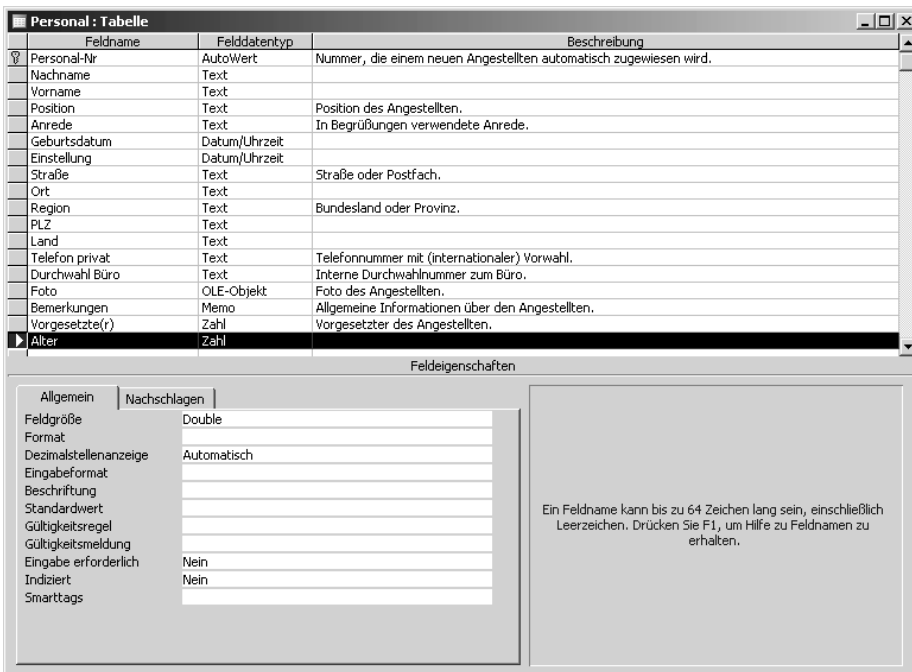 Personal : Tabelle
Feldname Felddatentyp Beschreibung
Personal-Nr AutoWert Nummer, die einem neuen Angestellten automatisch zugewiesen wird.
Nachname Text
Vorname Text
Position Text Position des Angestellten.
Anrede Text In Begrüßungen verwendete Anrede.
Geburtsdatum Datum/Uhrzeit
Einstellung Datum/Uhrzeit
Straße Text Straße oder Postfach.
Ort Text
Region Text Bundesland oder Provinz.
PLZ Text
Land Text
Telefon privat Text Telefonnummer mit (internationaler) Vorwahl.
Durchwahl Büro Text Interne Durchwahlnummer zum Büro.
Foto OLE-Objekt Foto des Angestellten.
Bemerkungen Memo Allgemeine Informationen über den Angestellten.
Vorgesetzte(r) Zahl Vorgesetzter des Angestellten.
Alter Zahl
Feldeigenschaften
Allgemein Nachschlagen
Feldgröße Double
Format
Dezimalstellenanzeige Automatisch
Eingabeformat
Beschriftung
Standardwert
Gültigkeitsregel
Gültigkeitsmeldung
Eingabe erforderlich Nein
Indiziert Nein
Smarttags
Ein Feldname kann bis zu 64 Zeichen lang sein, einschließlich
Leerzeichen. Drücken Sie F1, um Hilfe zu Feldnamen zu
erhalten.